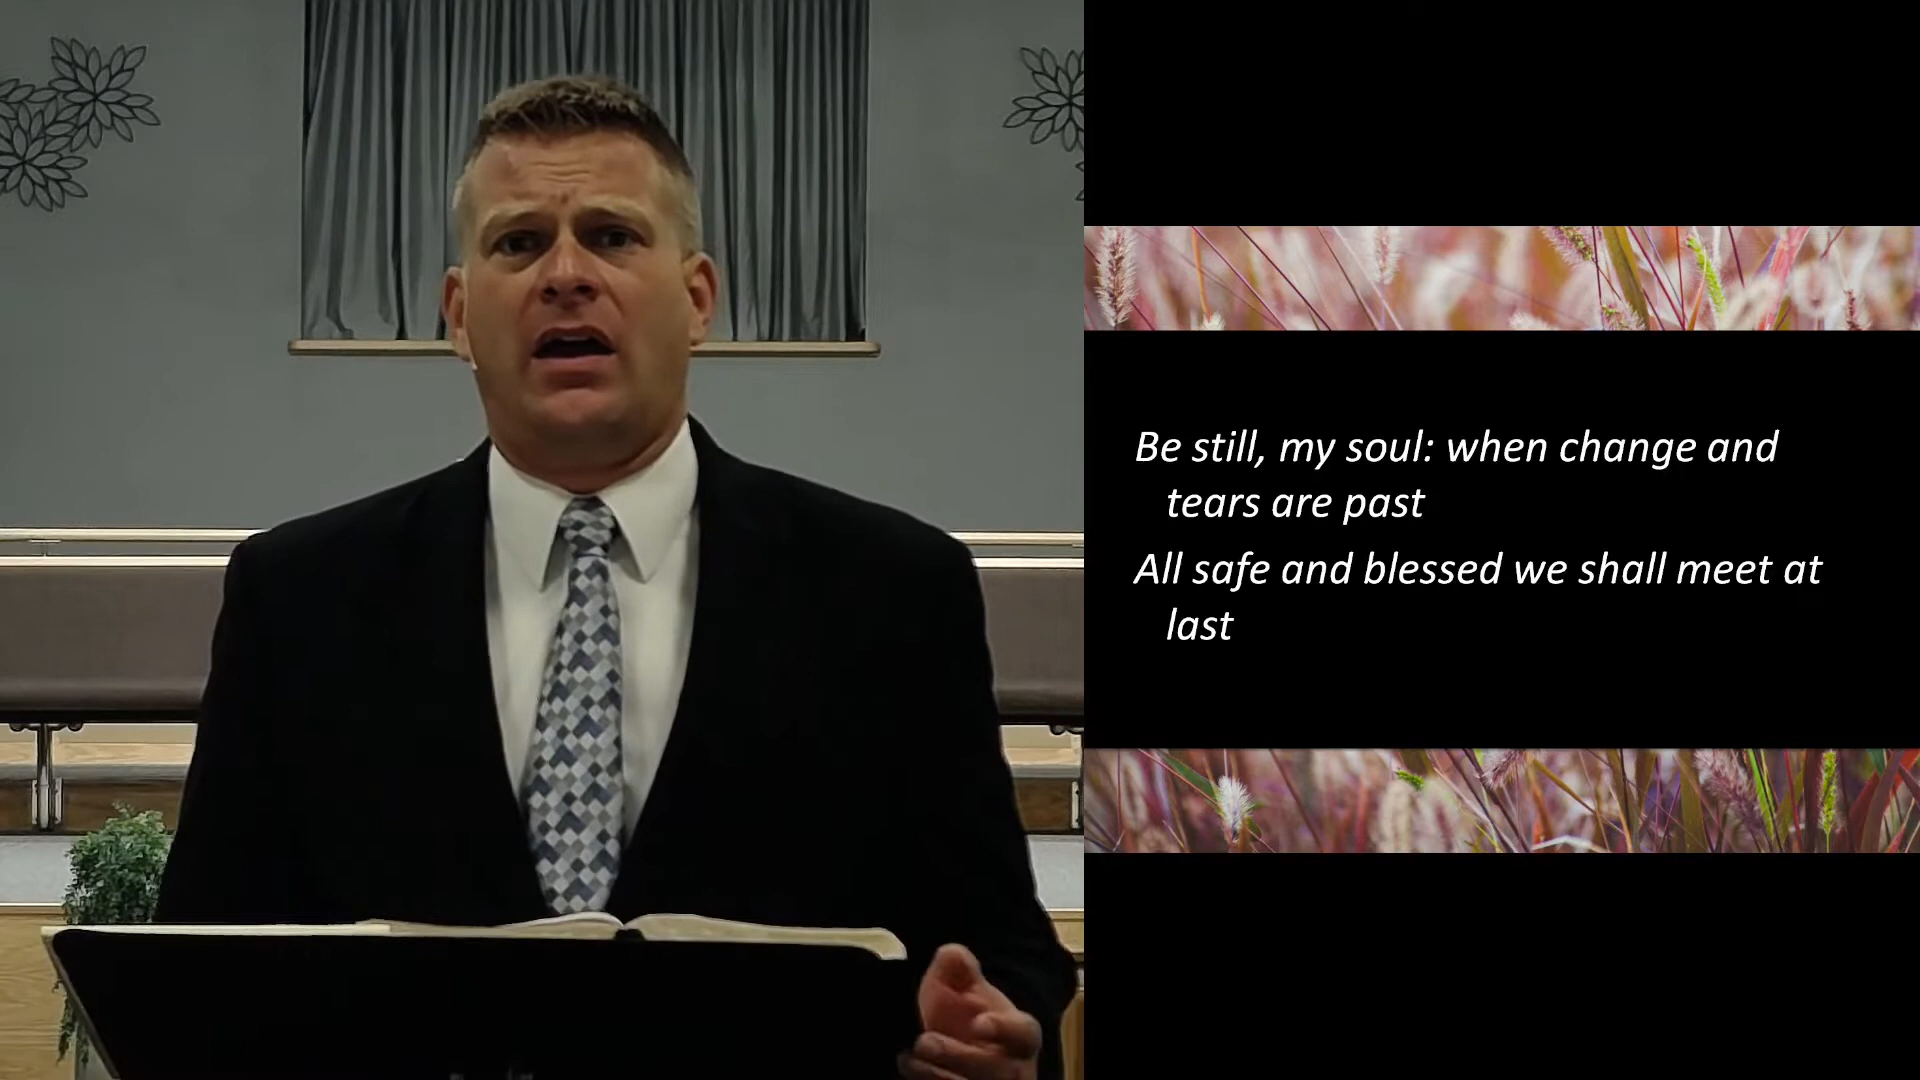 Be still, my soul: when change and
tears are past
All safe and blessed we shall meet at
last